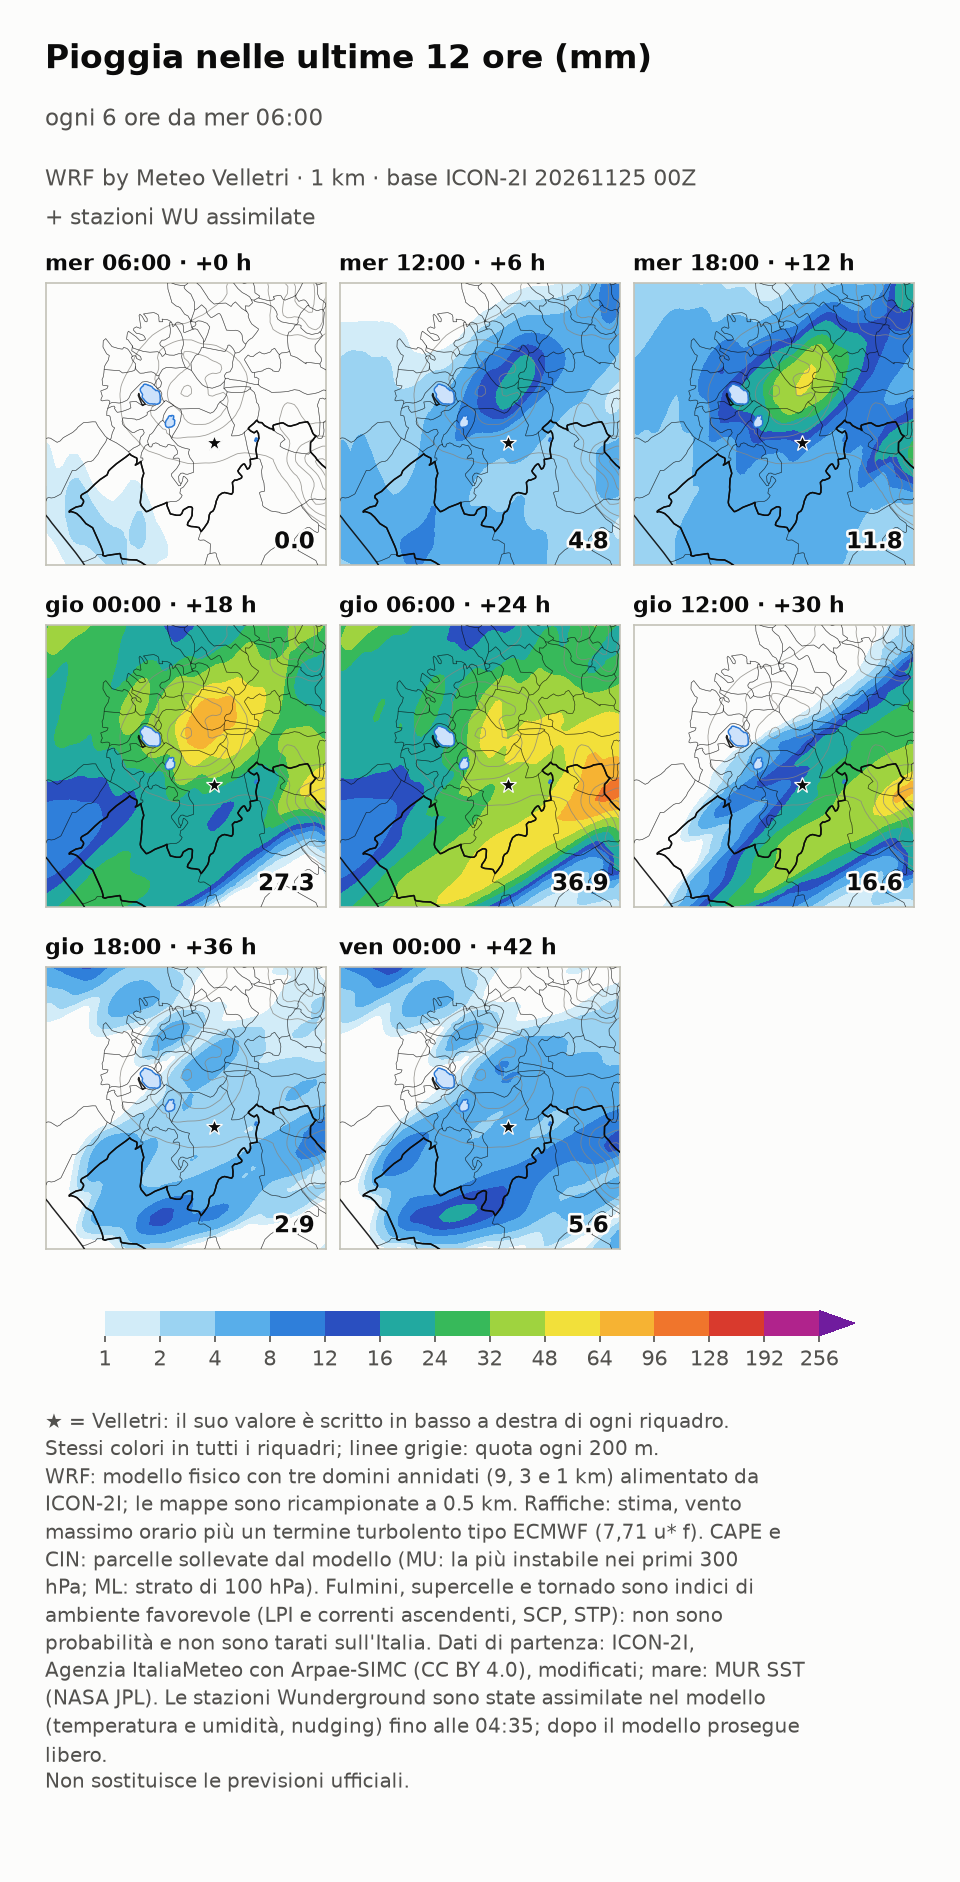 Pioggia nelle ultime 12 ore (mm)
ogni 6 ore da mer 06:00
WRF by Meteo Velletri · 1 km · base ICON-2I 20261125 00Z
+ stazioni WU assimilate
mer 06:00 · +0 h
mer 12:00 · +6 h
mer 18:00 · +12 h
0.0
4.8
11.8
gio 00:00 · +18 h
gio 06:00 · +24 h
gio 12:00 · +30 h
27.3
36.9
16.6
gio 18:00 · +36 h
ven 00:00 · +42 h
2.9
5.6
1 2 4 8 12 16 24 32 48 64 96 128 192 256
★ = Velletri: il suo valore è scritto in basso a destra di ogni riquadro.
Stessi colori in tutti i riquadri; linee grigie: quota ogni 200 m.
WRF: modello fisico con tre domini annidati (9, 3 e 1 km) alimentato da
ICON-2I; le mappe sono ricampionate a 0.5 km. Raffiche: stima, vento
massimo orario più un termine turbolento tipo ECMWF (7,71 u* f). CAPE e
CIN: parcelle sollevate dal modello (MU: la più instabile nei primi 300
hPa; ML: strato di 100 hPa). Fulmini, supercelle e tornado sono indici di
ambiente favorevole (LPI e correnti ascendenti, SCP, STP): non sono
probabilità e non sono tarati sull'Italia. Dati di partenza: ICON-2I,
Agenzia ItaliaMeteo con Arpae-SIMC (CC BY 4.0), modificati; mare: MUR SST
(NASA JPL). Le stazioni Wunderground sono state assimilate nel modello
(temperatura e umidità, nudging) fino alle 04:35; dopo il modello prosegue
libero.
Non sostituisce le previsioni ufficiali.